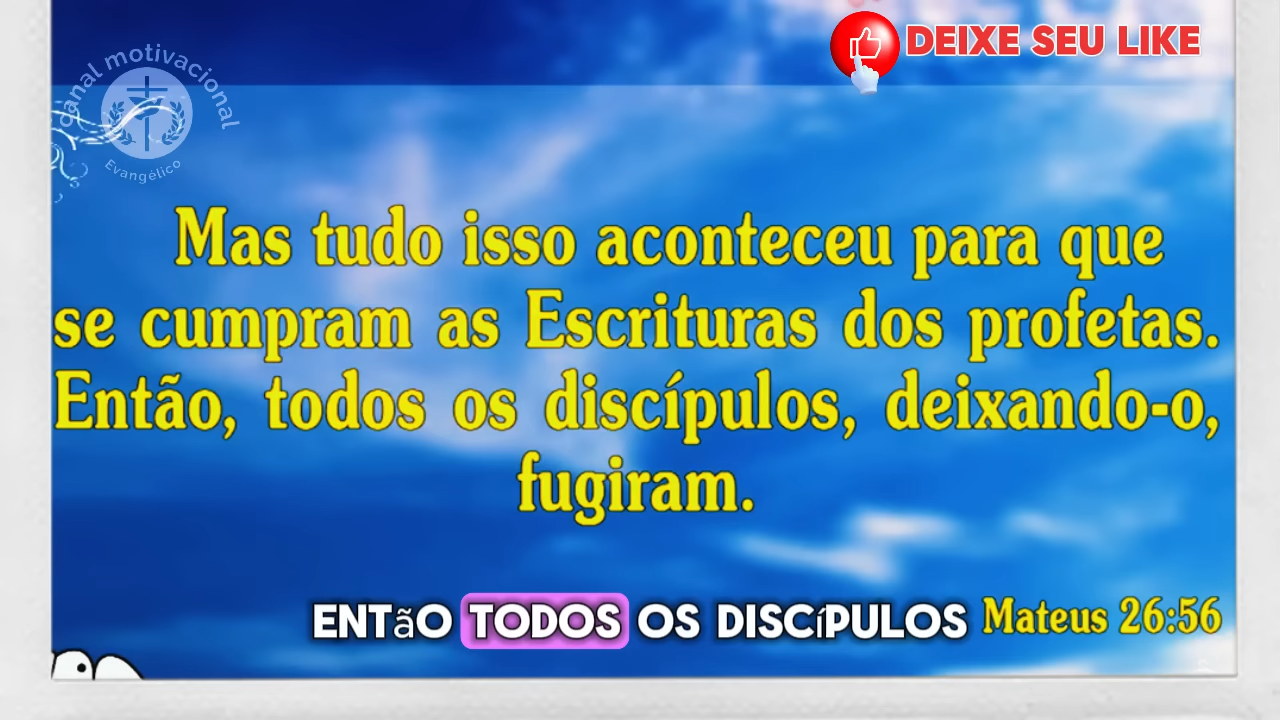 DEIXE SEU LIKE
canal motivacional
Evangélico
Mas tudo isso aconteceu para que
se cumpram as Escrituras dos profetas.
Então, todos os discípulos, deixando-o,
fugiram.
ENTãO TODOS OS DISCíPULOS
Mateus 26:56